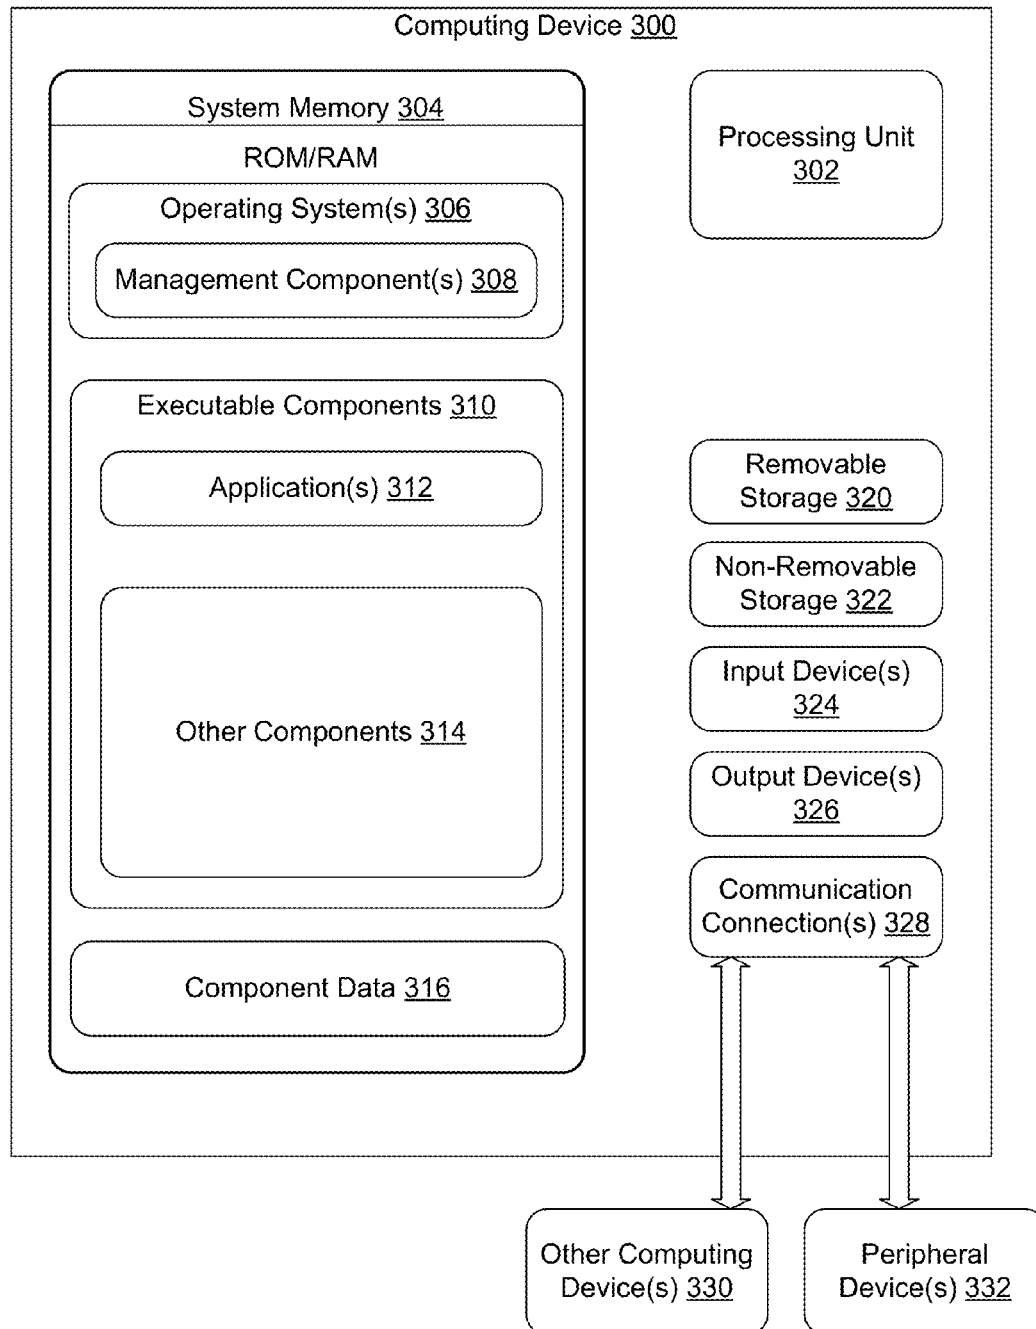 Computing Device 300
System Memory 304
ROM/RAM
Operating System(s) 306
Management Component(s) 308
Executable Components 310
Application(s) 312
Other Components 314
Component Data 316
Processing Unit
302
Removable
Storage 320
Non-Removable
Storage 322
Input Device(s)
324
Output Device(s)
326
Communication
Connection(s) 328
Other Computing
Device(s) 330
Peripheral
Device(s) 332